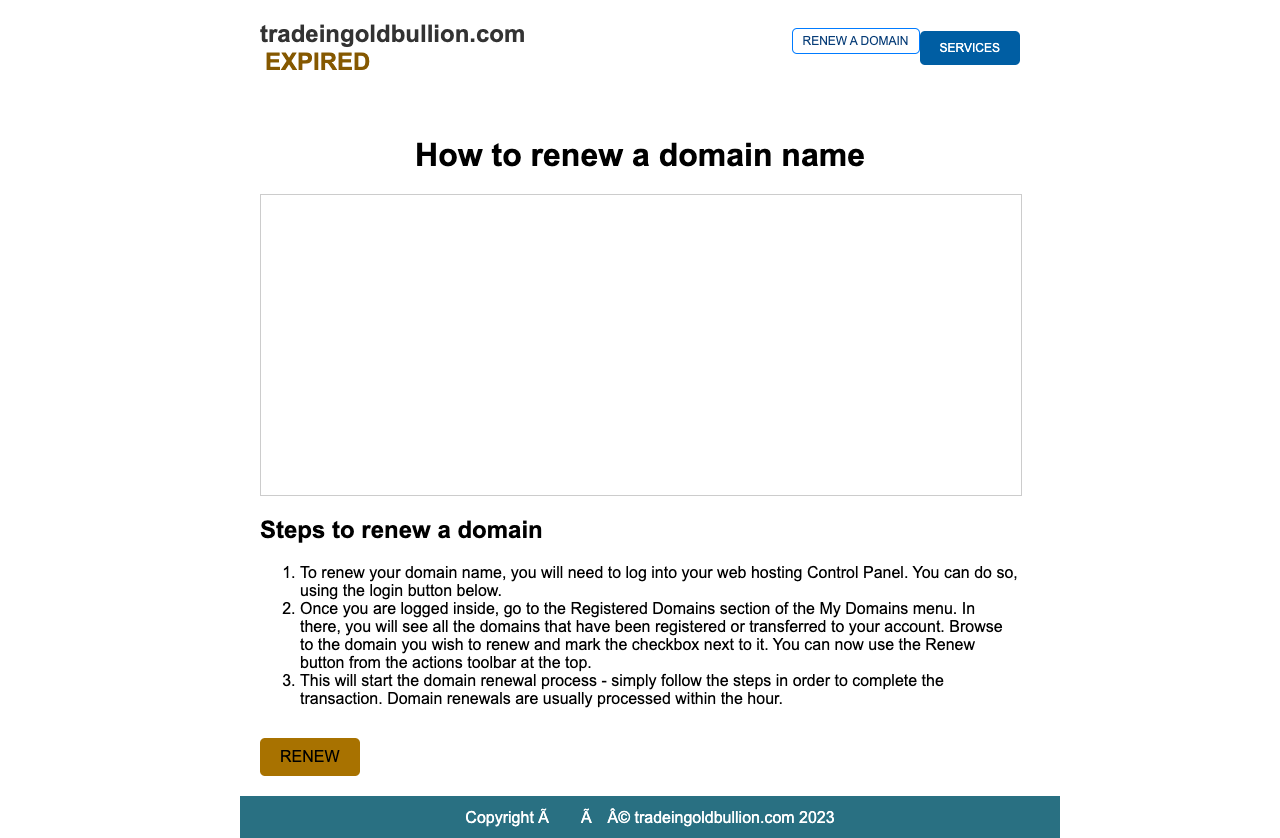 tradeingoldbullion.com
EXPIRED
RENEW A DOMAIN
SERVICES
How to renew a domain name
Steps to renew a domain
1. To renew your domain name, you will need to log into your web hosting Control Panel. You can do so,
using the login button below.
2. Once you are logged inside, go to the Registered Domains section of the My Domains menu. In
there, you will see all the domains that have been registered or transferred to your account. Browse
to the domain you wish to renew and mark the checkbox next to it. You can now use the Renew
button from the actions toolbar at the top.
3. This will start the domain renewal process - simply follow the steps in order to complete the
transaction. Domain renewals are usually processed within the hour.
RENEW
Copyright Ã Ã Â© tradeingoldbullion.com 2023